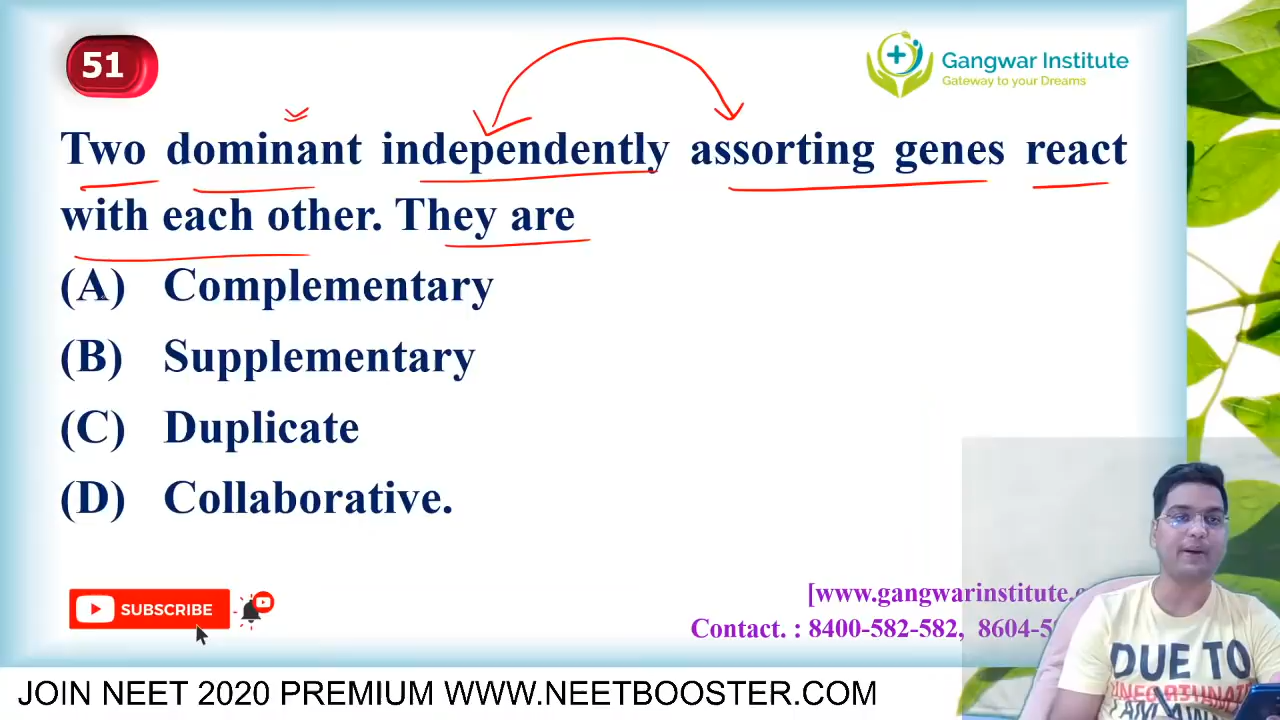 51
Gangwar Institute
Gateway to your Dreams
Two dominant independently assorting genes react
with each other. They are
(A) Complementary
(B) Supplementary
(C) Duplicate
(D) Collaborative.
SUBSCRIBE
[www.gangwarinstitute.
Contact. : 8400-582-582, 8604-5
DUE TO
JOIN NEET 2020 PREMIUM WWW.NEETBOOSTER.COM